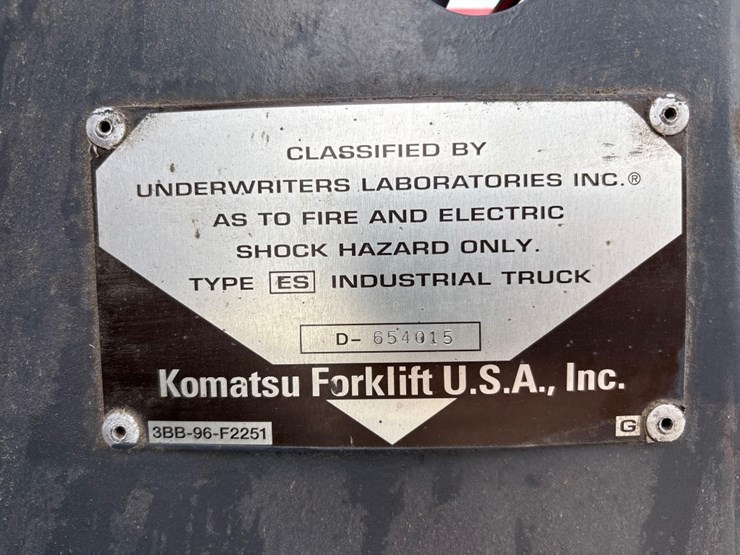 CLASSIFIED BY
UNDERWRITERS LABORATORIES INC.®
AS TO FIRE AND ELECTRIC
SHOCK HAZARD ONLY.
TYPE ES INDUSTRIAL TRUCK
D- 654015
Komatsu Forklift U.S.A., Inc.
3BB-96-F2251 G